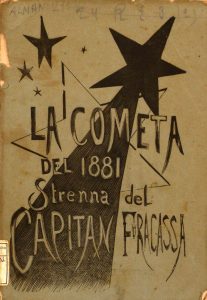 LA COMETA
DEL 1881
Strenna del
CAPITAN FRACASSA